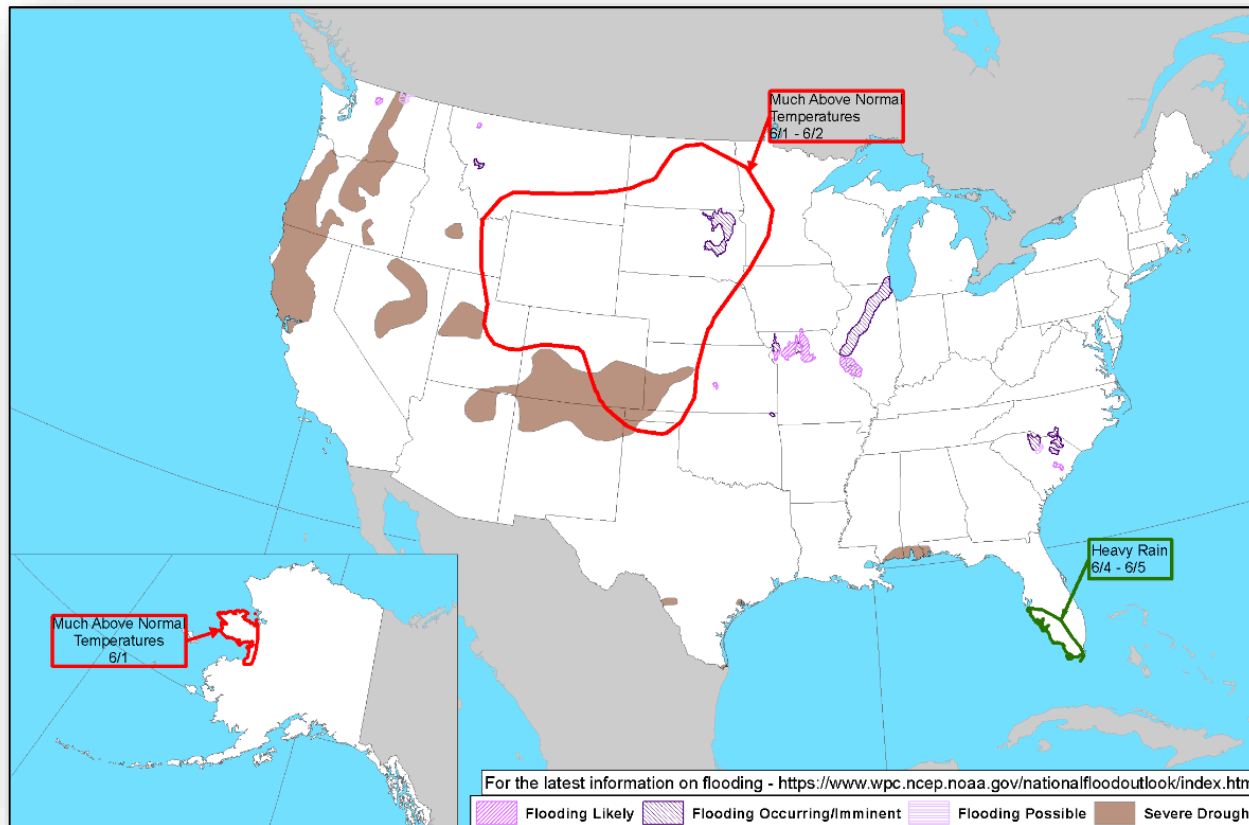 Much Above Normal
Temperatures
6/1 - 6/2
Heavy Rain
6/4 - 6/5
Much Above Normal
Temperatures
6/1
For the latest information on flooding - https://www.wpc.ncep.noaa.gov/nationalfloodoutlook/index.htm
Flooding Likely Flooding Occurring/Imminent Flooding Possible Severe Drough